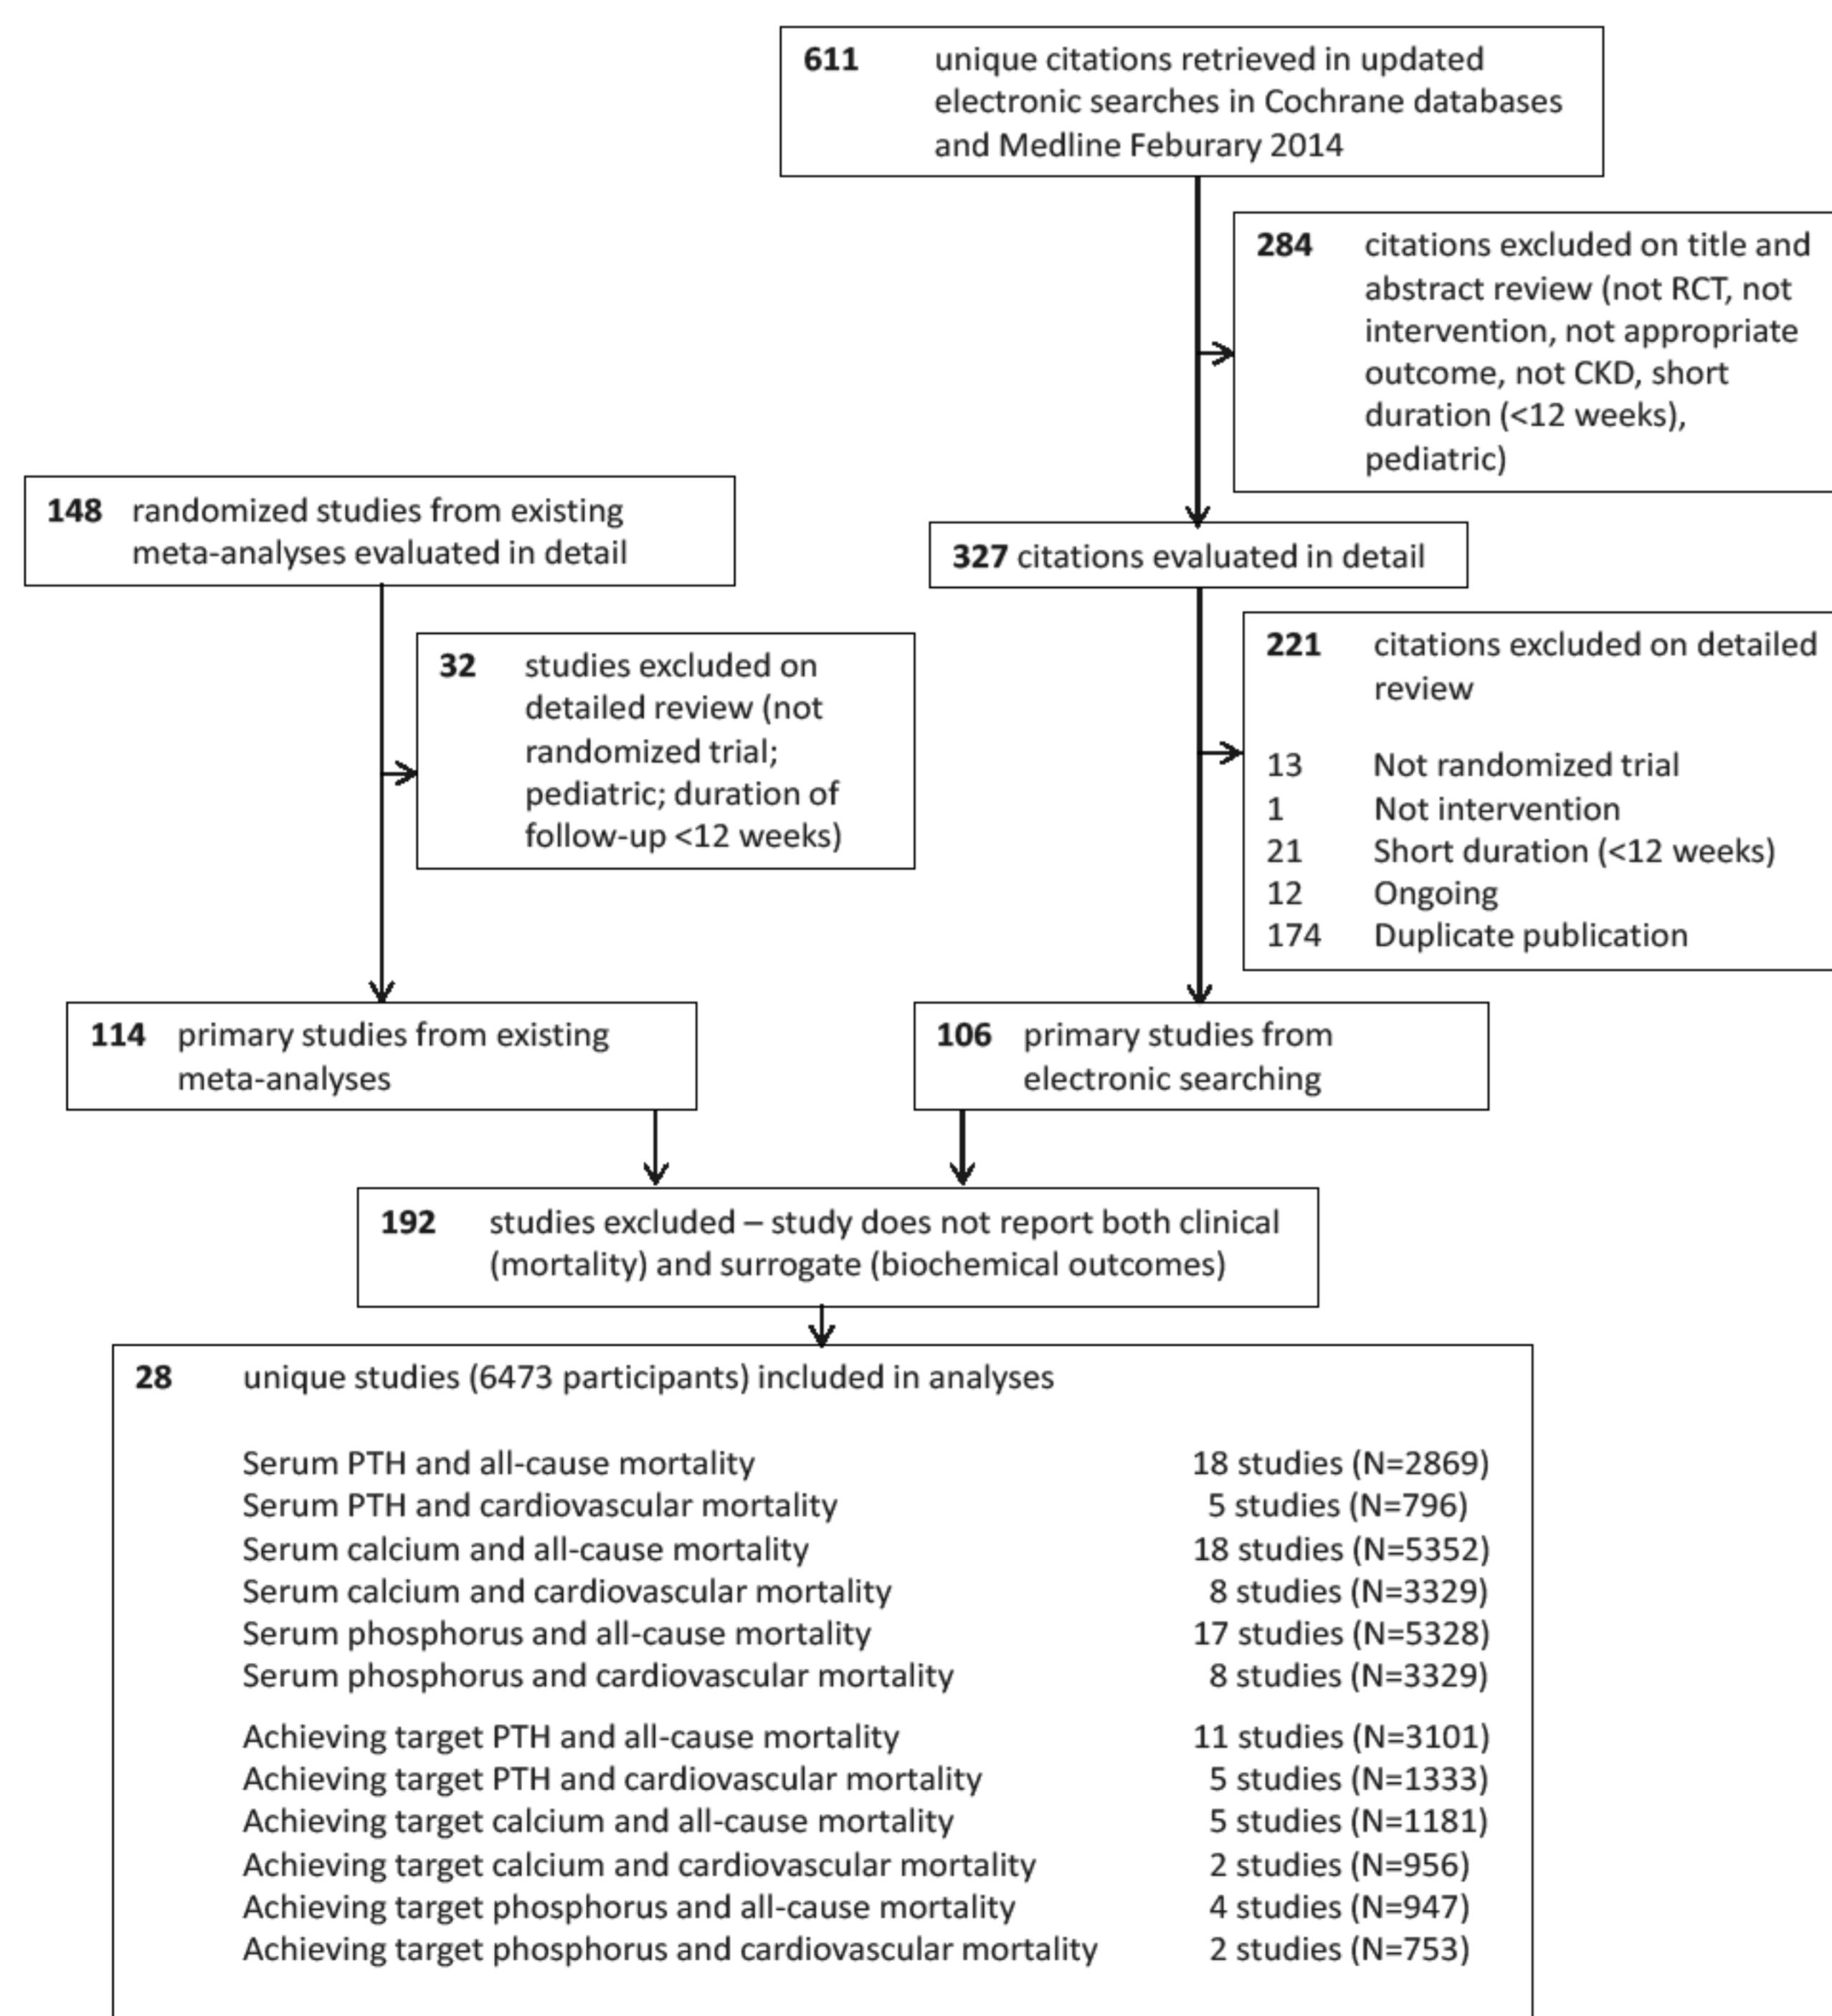 611 unique citations retrieved in updated
electronic searches in Cochrane databases
and Medline Feburary 2014
284 citations excluded on title and
abstract review (not RCT, not
intervention, not appropriate
outcome, not CKD, short
duration (<12 weeks),
pediatric)
148 randomized studies from existing
meta-analyses evaluated in detail
327 citations evaluated in detail
32 studies excluded on
detailed review (not
randomized trial;
pediatric; duration of
follow-up <12 weeks)
221 citations excluded on detailed
review
13 Not randomized trial
1 Not intervention
21 Short duration (<12 weeks)
12 Ongoing
174 Duplicate publication
114 primary studies from existing
meta-analyses
106 primary studies from
electronic searching
192 studies excluded – study does not report both clinical
(mortality) and surrogate (biochemical outcomes)
28 unique studies (6473 participants) included in analyses
Serum PTH and all-cause mortality 18 studies (N=2869)
Serum PTH and cardiovascular mortality 5 studies (N=796)
Serum calcium and all-cause mortality 18 studies (N=5352)
Serum calcium and cardiovascular mortality 8 studies (N=3329)
Serum phosphorus and all-cause mortality 17 studies (N=5328)
Serum phosphorus and cardiovascular mortality 8 studies (N=3329)
Achieving target PTH and all-cause mortality 11 studies (N=3101)
Achieving target PTH and cardiovascular mortality 5 studies (N=1333)
Achieving target calcium and all-cause mortality 5 studies (N=1181)
Achieving target calcium and cardiovascular mortality 2 studies (N=956)
Achieving target phosphorus and all-cause mortality 4 studies (N=947)
Achieving target phosphorus and cardiovascular mortality 2 studies (N=753)